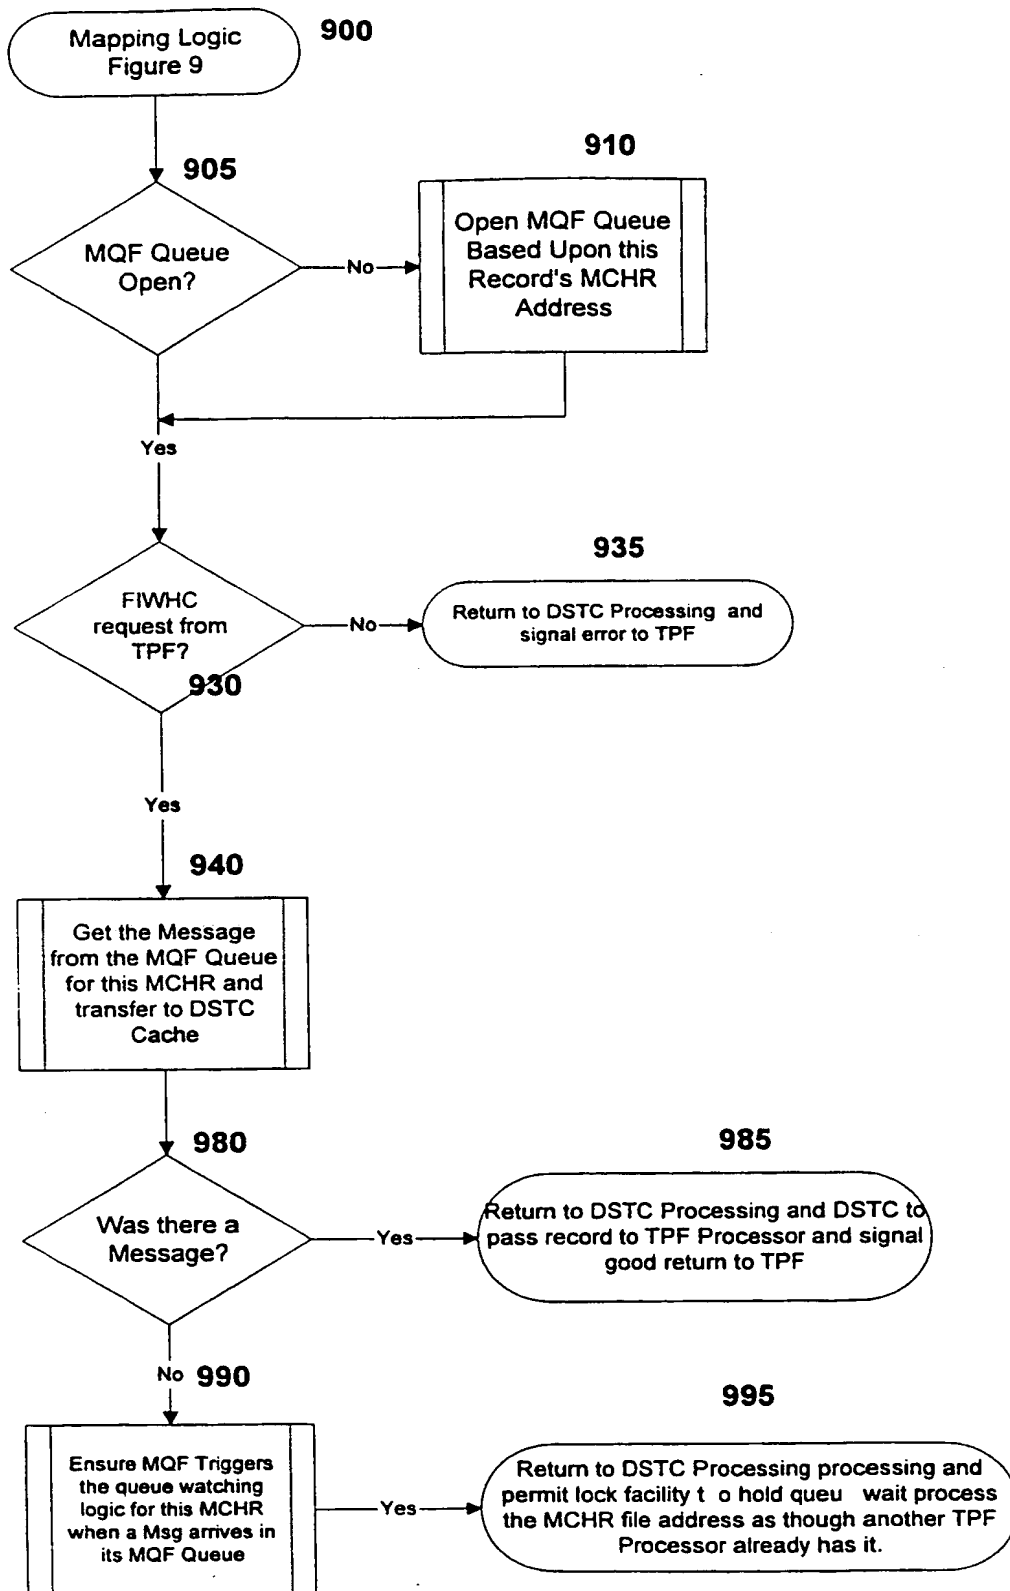 Mapping Logic
Figure 9
900
905
MQF Queue
Open?
No
910
Open MQF Queue
Based Upon this
Record's MCHR
Address
Yes
FIWHC
request from
TPF?
930
No
935
Return to DSTC Processing and
signal error to TPF
Yes
940
Get the Message
from the MQF Queue
for this MCHR and
transfer to DSTC
Cache
980
Was there a
Message?
Yes
985
Return to DSTC Processing and DSTC to
pass record to TPF Processor and signal
good return to TPF
No
990
Ensure MQF Triggers
the queue watching
logic for this MCHR
when a Msg arrives in
its MQF Queue
Yes
995
Return to DSTC Processing processing and
permit lock facility t o hold queu wait process
the MCHR file address as though another TPF
Processor already has it.